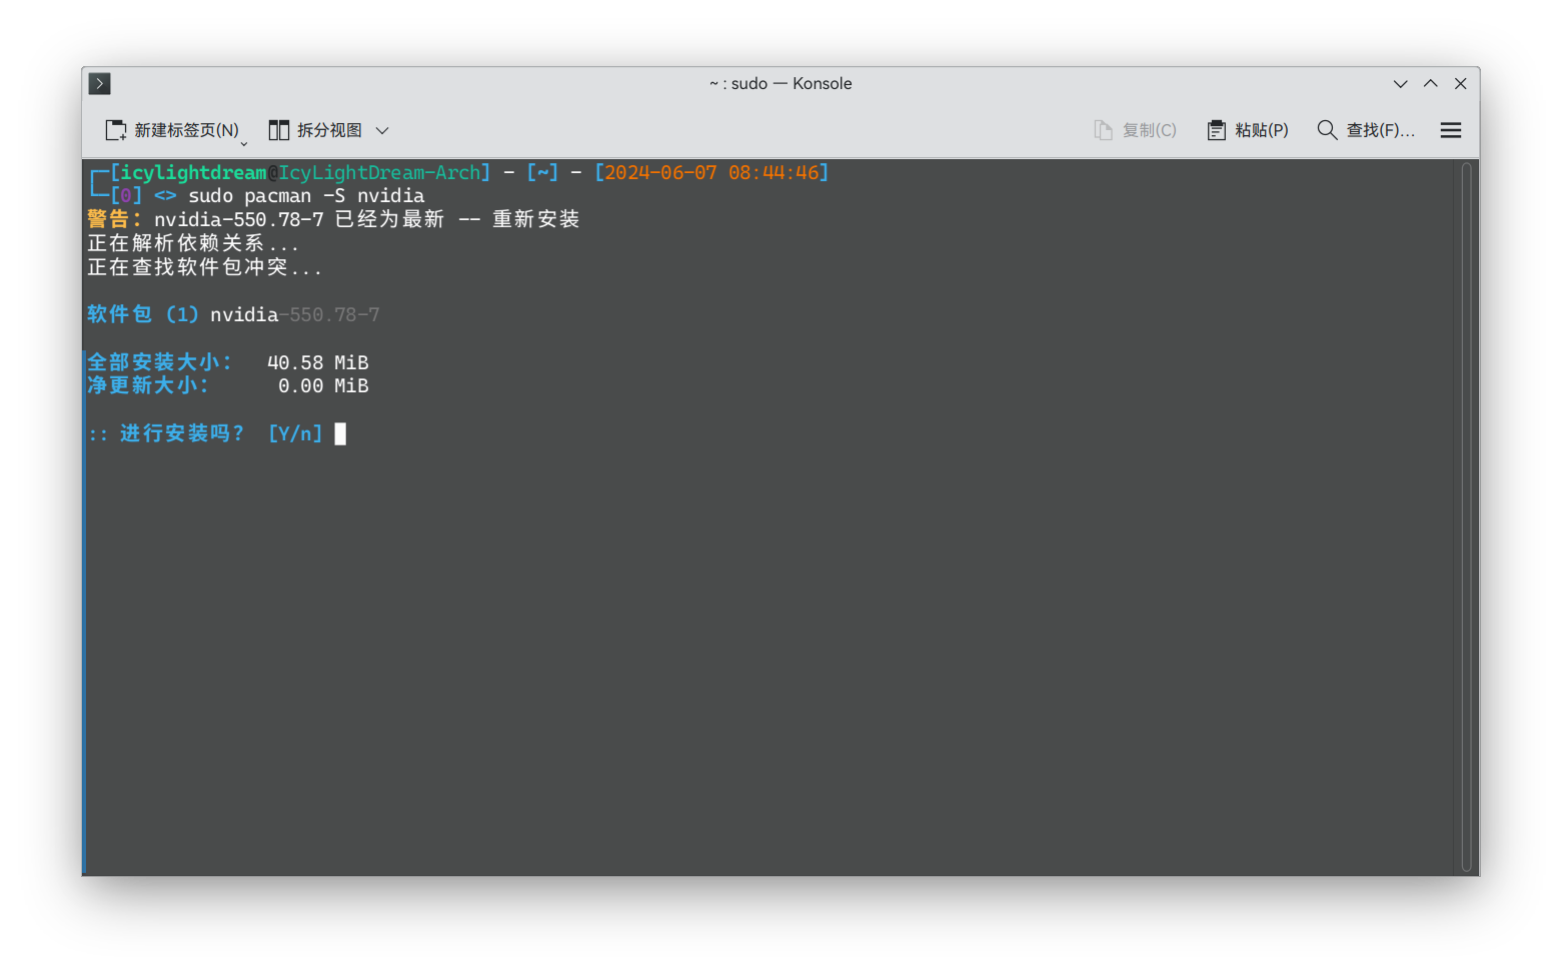 ~ : sudo — Konsole
新建标签页(N) 拆分视图 复制(C) 粘贴(P) 查找(F)...
┌─[icylightdream@IcyLightDream-Arch] - [~] - [2024-06-07 08:44:46]
└─[0] <> sudo pacman -S nvidia
警告：nvidia-550.78-7 已经为最新 -- 重新安装
正在解析依赖关系...
正在查找软件包冲突...
软件包 (1) nvidia-550.78-7
全部安装大小： 40.58 MiB
净更新大小： 0.00 MiB
:: 进行安装吗？ [Y/n]